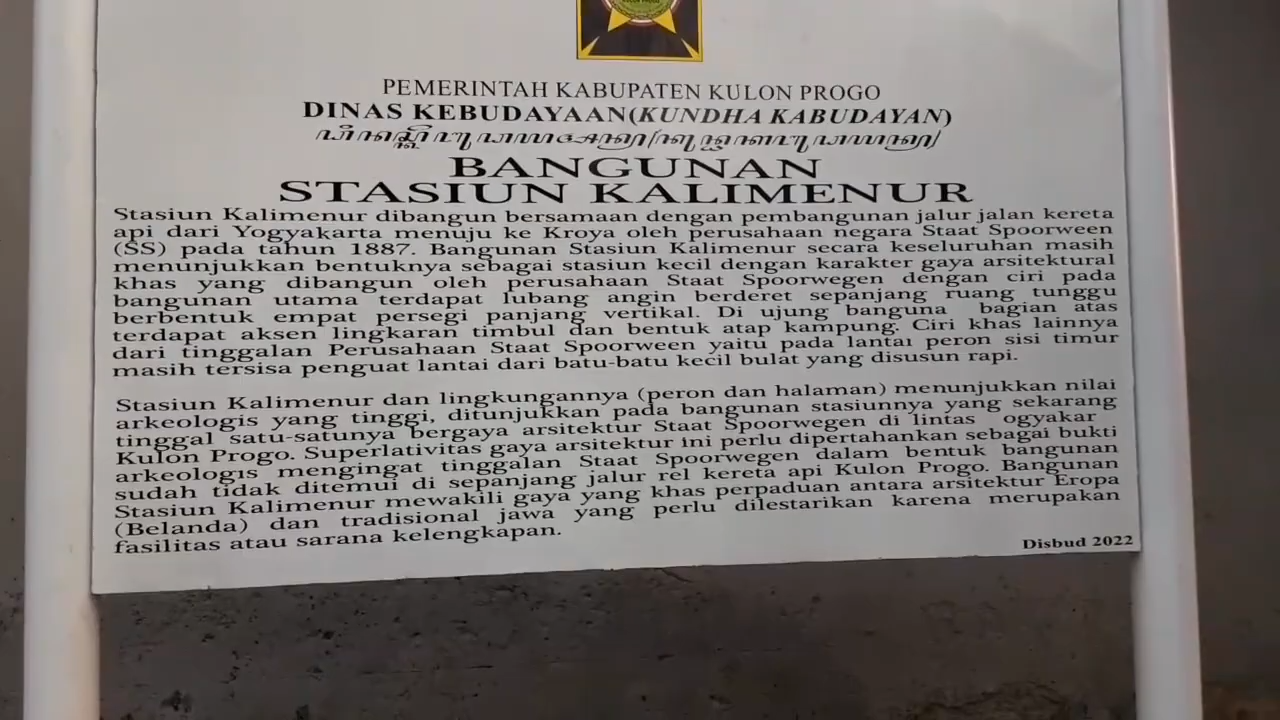 KULON PROGO
PEMERINTAH KABUPATEN KULON PROGO
DINAS KEBUDAYAAN(KUNDHA KABUDAYAN)
BANGUNAN
STASIUN KALIMENUR
Stasiun Kalimenur dibangun bersamaan dengan pembangunan jalur jalan kereta
api dari Yogyakarta menuju ke Kroya oleh perusahaan negara Staat Spoorween
(SS) pada tahun 1887. Bangunan Stasiun Kalimenur secara keseluruhan masih
menunjukkan bentuknya sebagai stasiun kecil dengan karakter gaya arsitektural
khas yang dibangun oleh perusahaan Staat Spoorwegen dengan ciri pada
bangunan utama terdapat lubang angin berderet sepanjang ruang tunggu
berbentuk empat persegi panjang vertikal. Di ujung banguna bagian atas
terdapat aksen lingkaran timbul dan bentuk atap kampung. Ciri khas lainnya
dari tinggalan Perusahaan Staat Spoorween yaitu pada lantai peron sisi timur
masih tersisa penguat lantai dari batu-batu kecil bulat yang disusun rapi.
Stasiun Kalimenur dan lingkungannya (peron dan halaman) menunjukkan nilai
arkeologis yang tinggi, ditunjukkan pada bangunan stasiunnya yang sekarang
tinggal satu-satunya bergaya arsitektur Staat Spoorwegen di lintas ogyakar
Kulon Progo. Superlativitas gaya arsitektur ini perlu dipertahankan sebagai bukti
arkeologis mengingat tinggalan Staat Spoorwegen dalam bentuk bangunan
sudah tidak ditemui di sepanjang jalur rel kereta api Kulon Progo. Bangunan
Stasiun Kalimenur mewakili gaya yang khas perpaduan antara arsitektur Eropa
(Belanda) dan tradisional jawa yang perlu dilestarikan karena merupakan
fasilitas atau sarana kelengkapan.
Disbud 2022